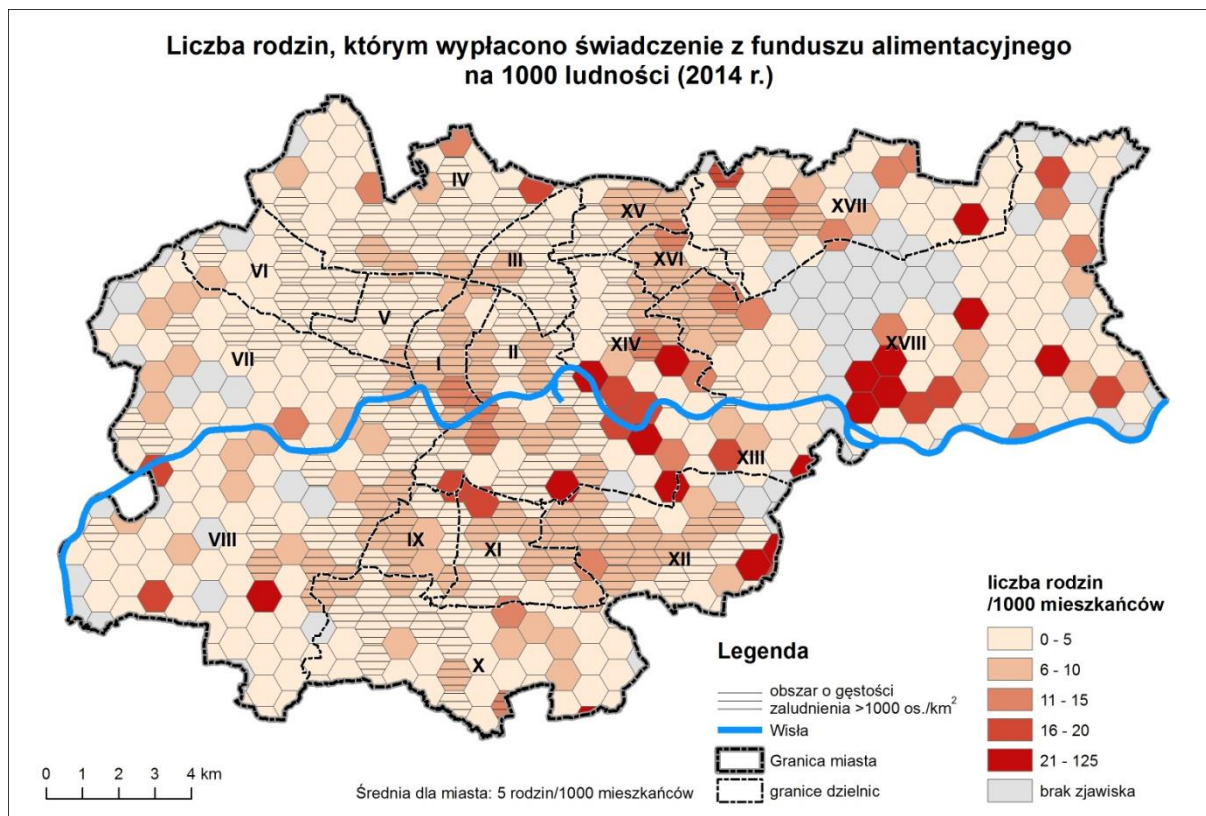 Liczba rodzin, którym wypłacono świadczenie z funduszu alimentacyjnego
na 1000 ludności (2014 r.)
IV
XV
XVII
III
XVI
VI
V
XIV
XVIII
VII
I
II
XIII
VIII
IX
XI
XII
X
Legenda
obszar o gęstości
zaludnienia >1000 os./km²
Wisła
Granica miasta
granice dzielnic
liczba rodzin
/1000 mieszkańców
0 - 5
6 - 10
11 - 15
16 - 20
21 - 125
brak zjawiska
0 1 2 3 4 km
Średnia dla miasta: 5 rodzin/1000 mieszkańców